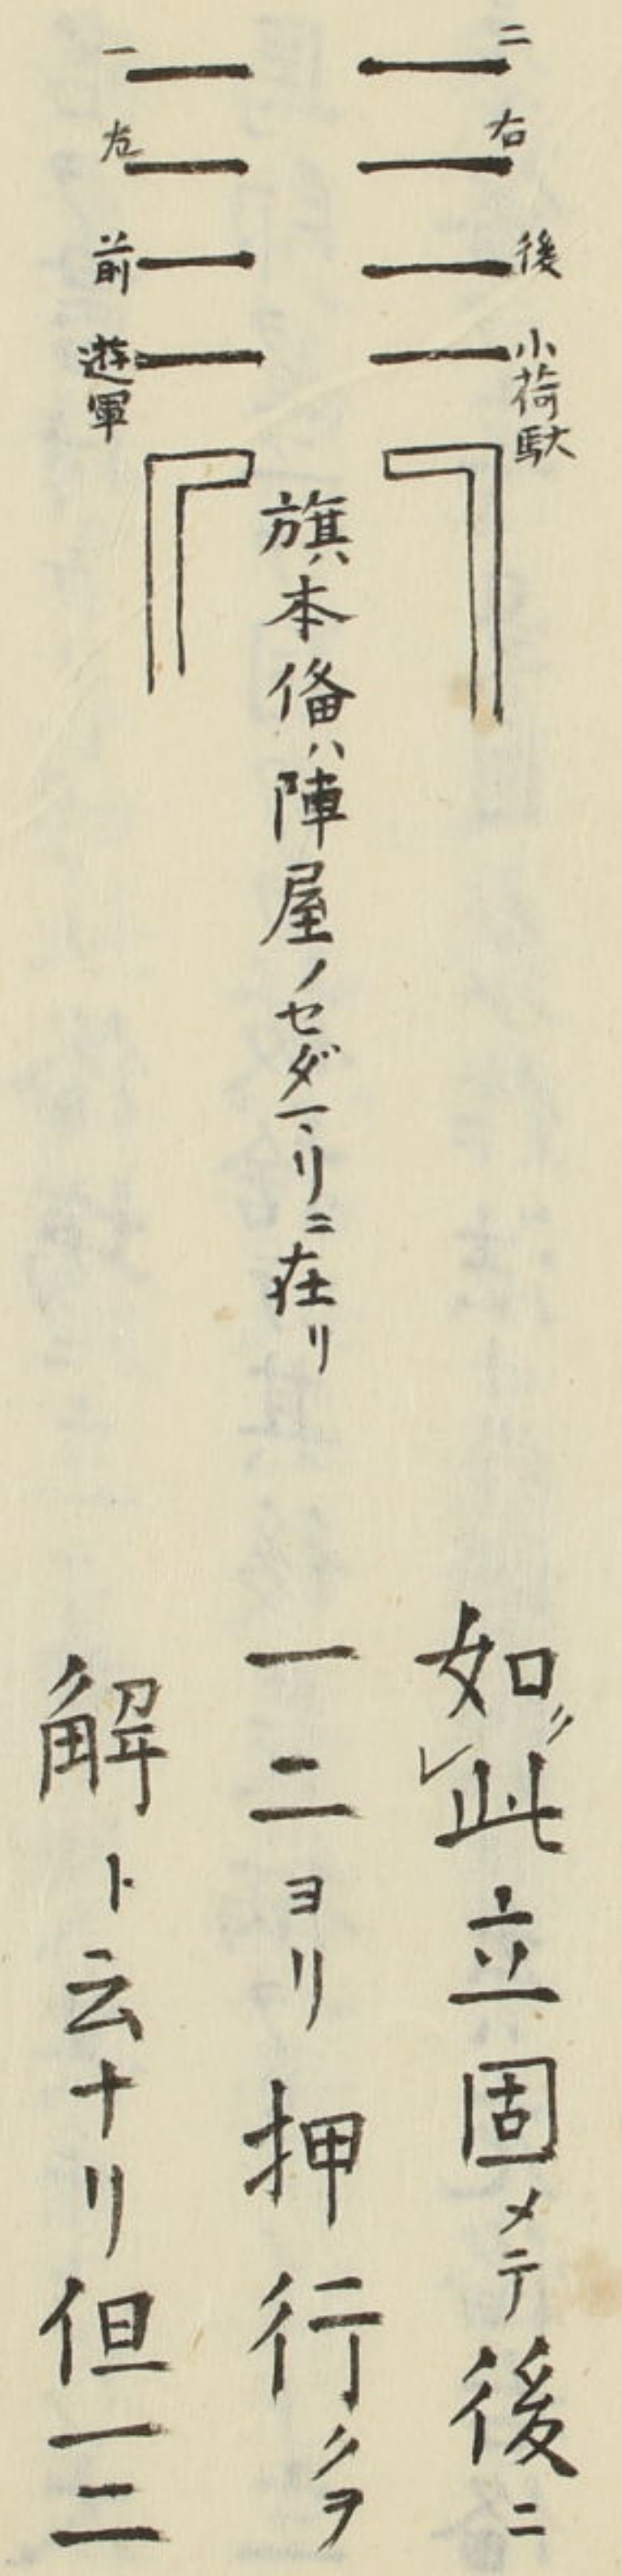 二
右
後
小荷駄
一
左
前
遊軍
旗本備ハ陣屋ノセダマリニ在リ
如〃レ此立固メテ後ニ
一二ヨリ押行クヲ
解ト云ナリ但一二